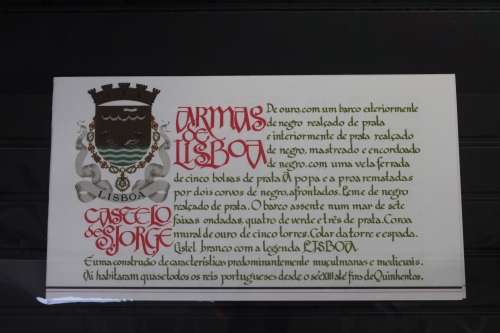 ARMAS
DE
LISBOA
LISBOA
CASTELO
de S. JORGE
De ouro, com um barco exteriormente
de negro realçado de prata
e interiormente de prata realçado
de negro, mastreado e encordoado
de negro, com uma vela ferrada
de cinco bolsas de prata. A popa e a proa rematadas
por dois corvos de negro, afrontados. Leme de negro
realçado de prata. O barco assente num mar de sete
faixas ondadas, quatro de verde e três de prata. Coroa
mural de ouro de cinco torres. Colar da torre e espada.
Listel branco com a legenda LISBOA
É uma construção de características predominantemente muçulmanas e medievais.
Aí habitaram quase todos os reis portugueses desde o séc. XIII até fins de Quinhentos.